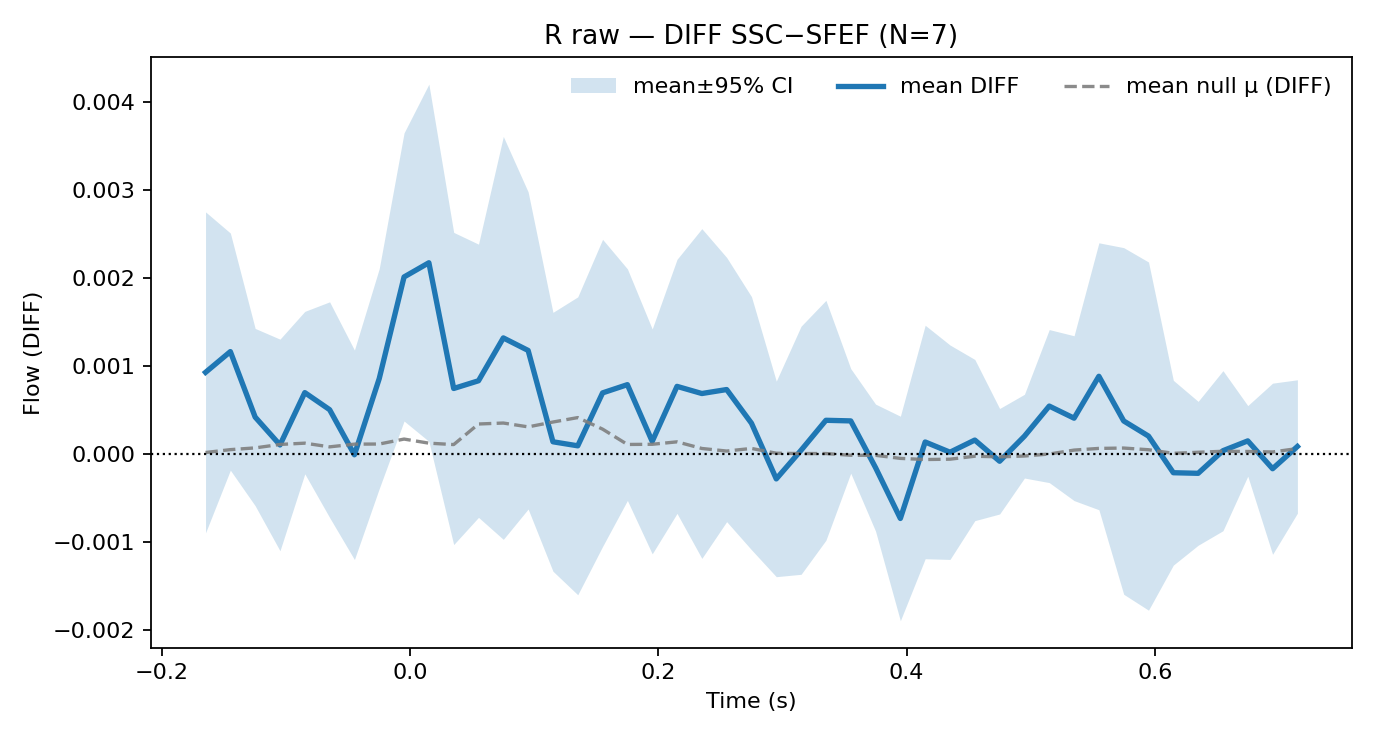 R raw — DIFF SSC−SFEF (N=7)
mean±95% CI mean DIFF mean null μ (DIFF)
0.004
0.003
0.002
0.001
0.000
−0.001
−0.002
Flow (DIFF)
−0.2 0.0 0.2 0.4 0.6
Time (s)